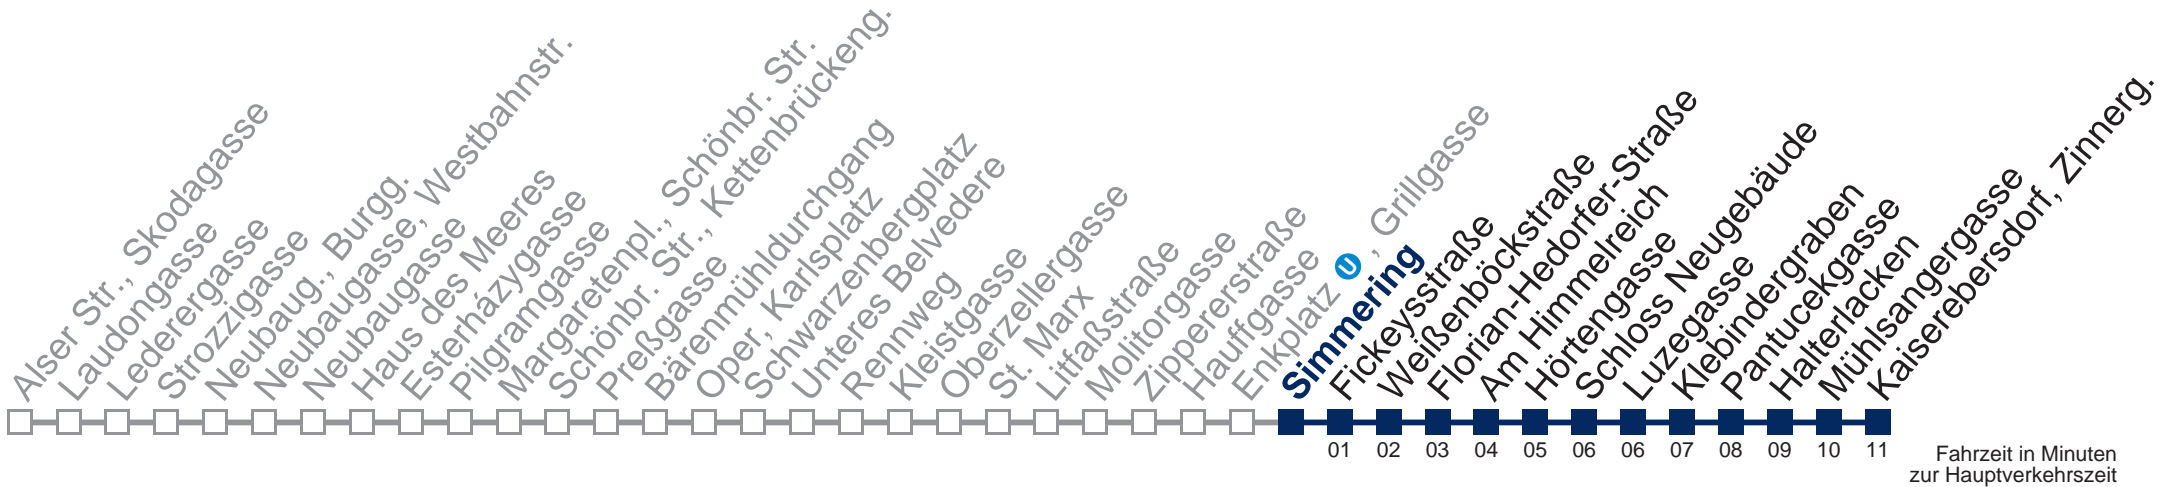 Alser Str., Skodagasse
Laudongasse
Lederergasse
Strozzigasse
Neubaug., Burgg.
Neubaugasse, Westbahnstr.
Neubaugasse
Haus des Meeres
Esterházygasse
Pilgramgasse
Margaretenpl., Schönbr. Str.
Schönbr. Str., Kettenbrückeng.
Preßgasse
Bärenmühldurchgang
Oper, Karlsplatz
Schwarzenbergplatz
Unteres Belvedere
Rennweg
Kleistgasse
Oberzellergasse
St. Marx
Litfaßstraße
Molitorgasse
Zippererstraße
Hauffgasse
Enkplatz U, Grillgasse
Simmering
Fickeysstraße
Weißenböckstraße
Florian-Hedorfer-Straße
Am Himmelreich
Hörtengasse
Schloss Neugebäude
Luzegasse
Klebindergraben
Pantucekgasse
Halterlacken
Mühlsangergasse
Kaiserebersdorf, Zinnerg.
01 02 03 04 05 06 06 07 08 09 10 11
Fahrzeit in Minuten
zur Hauptverkehrszeit